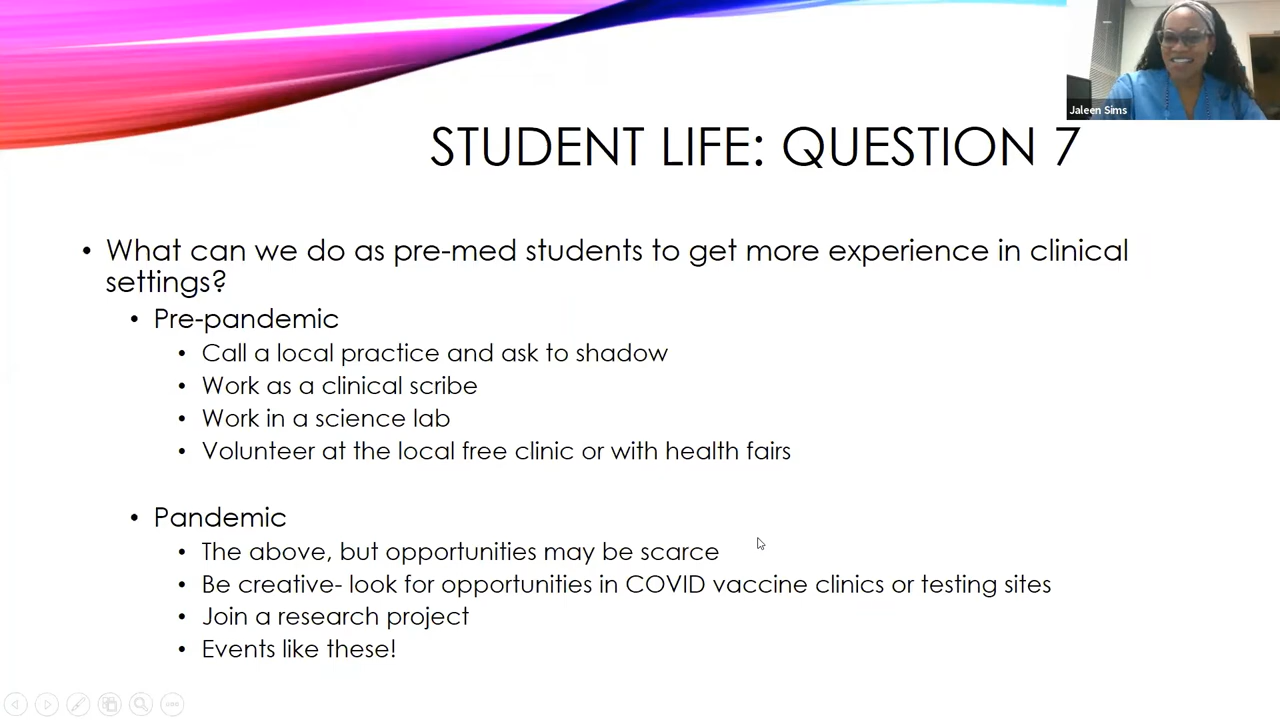 Jaleen Sims
STUDENT LIFE: QUESTION 7
• What can we do as pre-med students to get more experience in clinical
settings?
• Pre-pandemic
• Call a local practice and ask to shadow
• Work as a clinical scribe
• Work in a science lab
• Volunteer at the local free clinic or with health fairs
• Pandemic
• The above, but opportunities may be scarce
• Be creative- look for opportunities in COVID vaccine clinics or testing sites
• Join a research project
• Events like these!